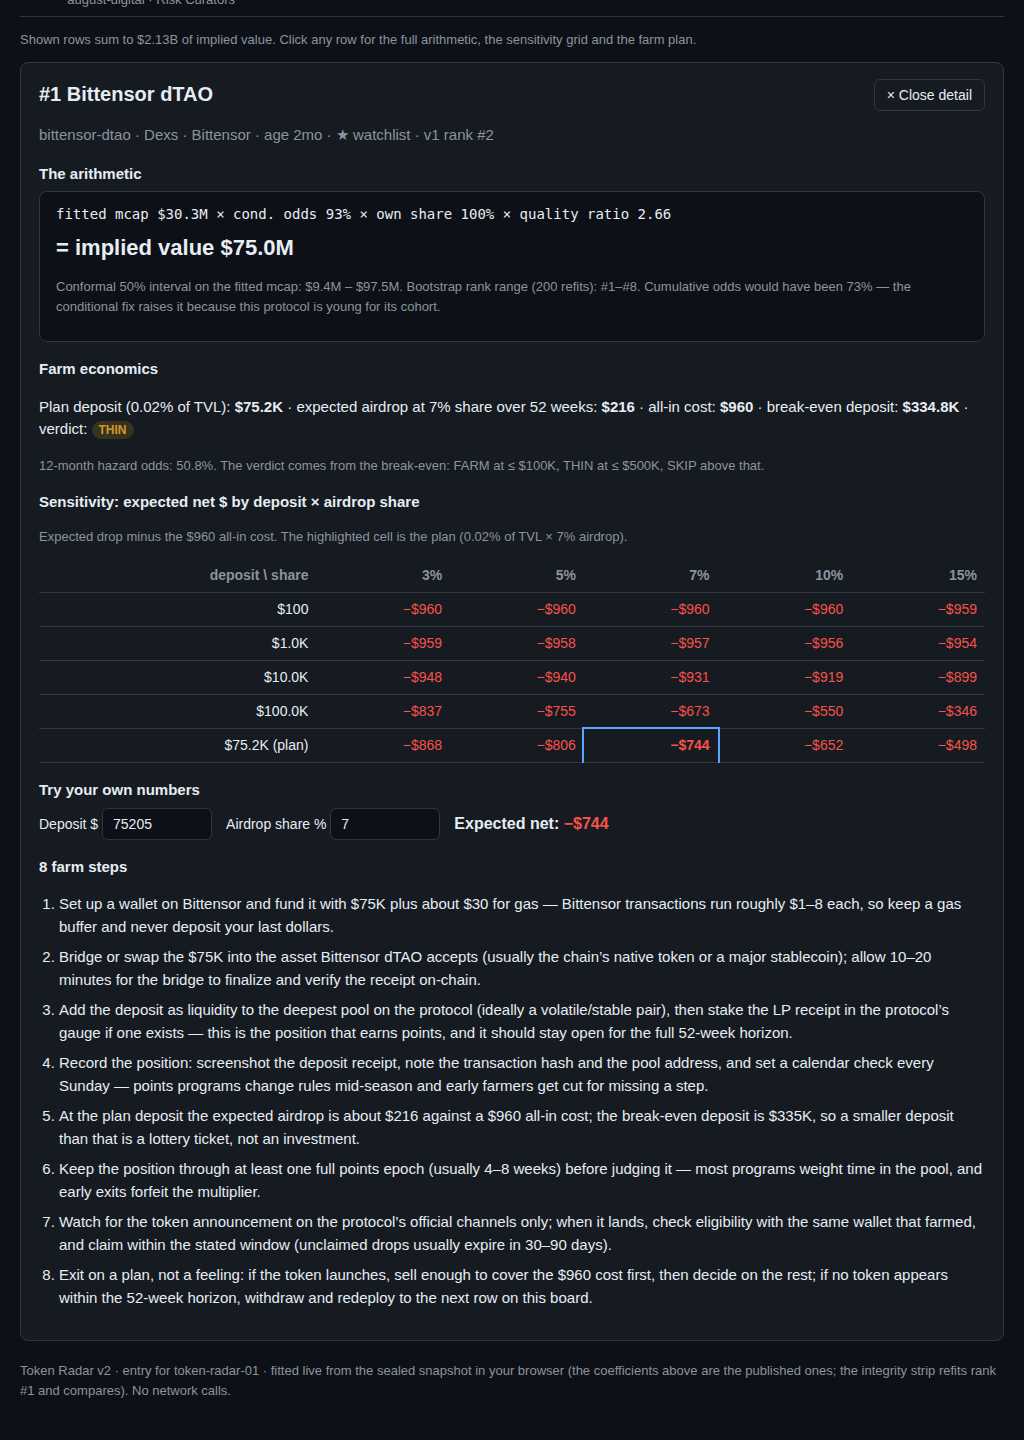 august-digital · Risk Curators
Shown rows sum to $2.13B of implied value. Click any row for the full arithmetic, the sensitivity grid and the farm plan.
#1 Bittensor dTAO
× Close detail
bittensor-dtao · Dexs · Bittensor · age 2mo · ★ watchlist · v1 rank #2
The arithmetic
fitted mcap $30.3M × cond. odds 93% × own share 100% × quality ratio 2.66
= implied value $75.0M
Conformal 50% interval on the fitted mcap: $9.4M – $97.5M. Bootstrap rank range (200 refits): #1–#8. Cumulative odds would have been 73% — the
conditional fix raises it because this protocol is young for its cohort.
Farm economics
Plan deposit (0.02% of TVL): $75.2K · expected airdrop at 7% share over 52 weeks: $216 · all-in cost: $960 · break-even deposit: $334.8K ·
verdict: THIN
12-month hazard odds: 50.8%. The verdict comes from the break-even: FARM at ≤ $100K, THIN at ≤ $500K, SKIP above that.
Sensitivity: expected net $ by deposit × airdrop share
Expected drop minus the $960 all-in cost. The highlighted cell is the plan (0.02% of TVL × 7% airdrop).
deposit \ share 3% 5% 7% 10% 15%
$100 −$960 −$960 −$960 −$960 −$959
$1.0K −$959 −$958 −$957 −$956 −$954
$10.0K −$948 −$940 −$931 −$919 −$899
$100.0K −$837 −$755 −$673 −$550 −$346
$75.2K (plan) −$868 −$806 −$744 −$652 −$498
Try your own numbers
Deposit $ 75205 Airdrop share % 7 Expected net: −$744
8 farm steps
1. Set up a wallet on Bittensor and fund it with $75K plus about $30 for gas — Bittensor transactions run roughly $1–8 each, so keep a gas
buffer and never deposit your last dollars.
2. Bridge or swap the $75K into the asset Bittensor dTAO accepts (usually the chain’s native token or a major stablecoin); allow 10–20
minutes for the bridge to finalize and verify the receipt on-chain.
3. Add the deposit as liquidity to the deepest pool on the protocol (ideally a volatile/stable pair), then stake the LP receipt in the protocol’s
gauge if one exists — this is the position that earns points, and it should stay open for the full 52-week horizon.
4. Record the position: screenshot the deposit receipt, note the transaction hash and the pool address, and set a calendar check every
Sunday — points programs change rules mid-season and early farmers get cut for missing a step.
5. At the plan deposit the expected airdrop is about $216 against a $960 all-in cost; the break-even deposit is $335K, so a smaller deposit
than that is a lottery ticket, not an investment.
6. Keep the position through at least one full points epoch (usually 4–8 weeks) before judging it — most programs weight time in the pool, and
early exits forfeit the multiplier.
7. Watch for the token announcement on the protocol’s official channels only; when it lands, check eligibility with the same wallet that farmed,
and claim within the stated window (unclaimed drops usually expire in 30–90 days).
8. Exit on a plan, not a feeling: if the token launches, sell enough to cover the $960 cost first, then decide on the rest; if no token appears
within the 52-week horizon, withdraw and redeploy to the next row on this board.
Token Radar v2 · entry for token-radar-01 · fitted live from the sealed snapshot in your browser (the coefficients above are the published ones; the integrity strip refits rank
#1 and compares). No network calls.